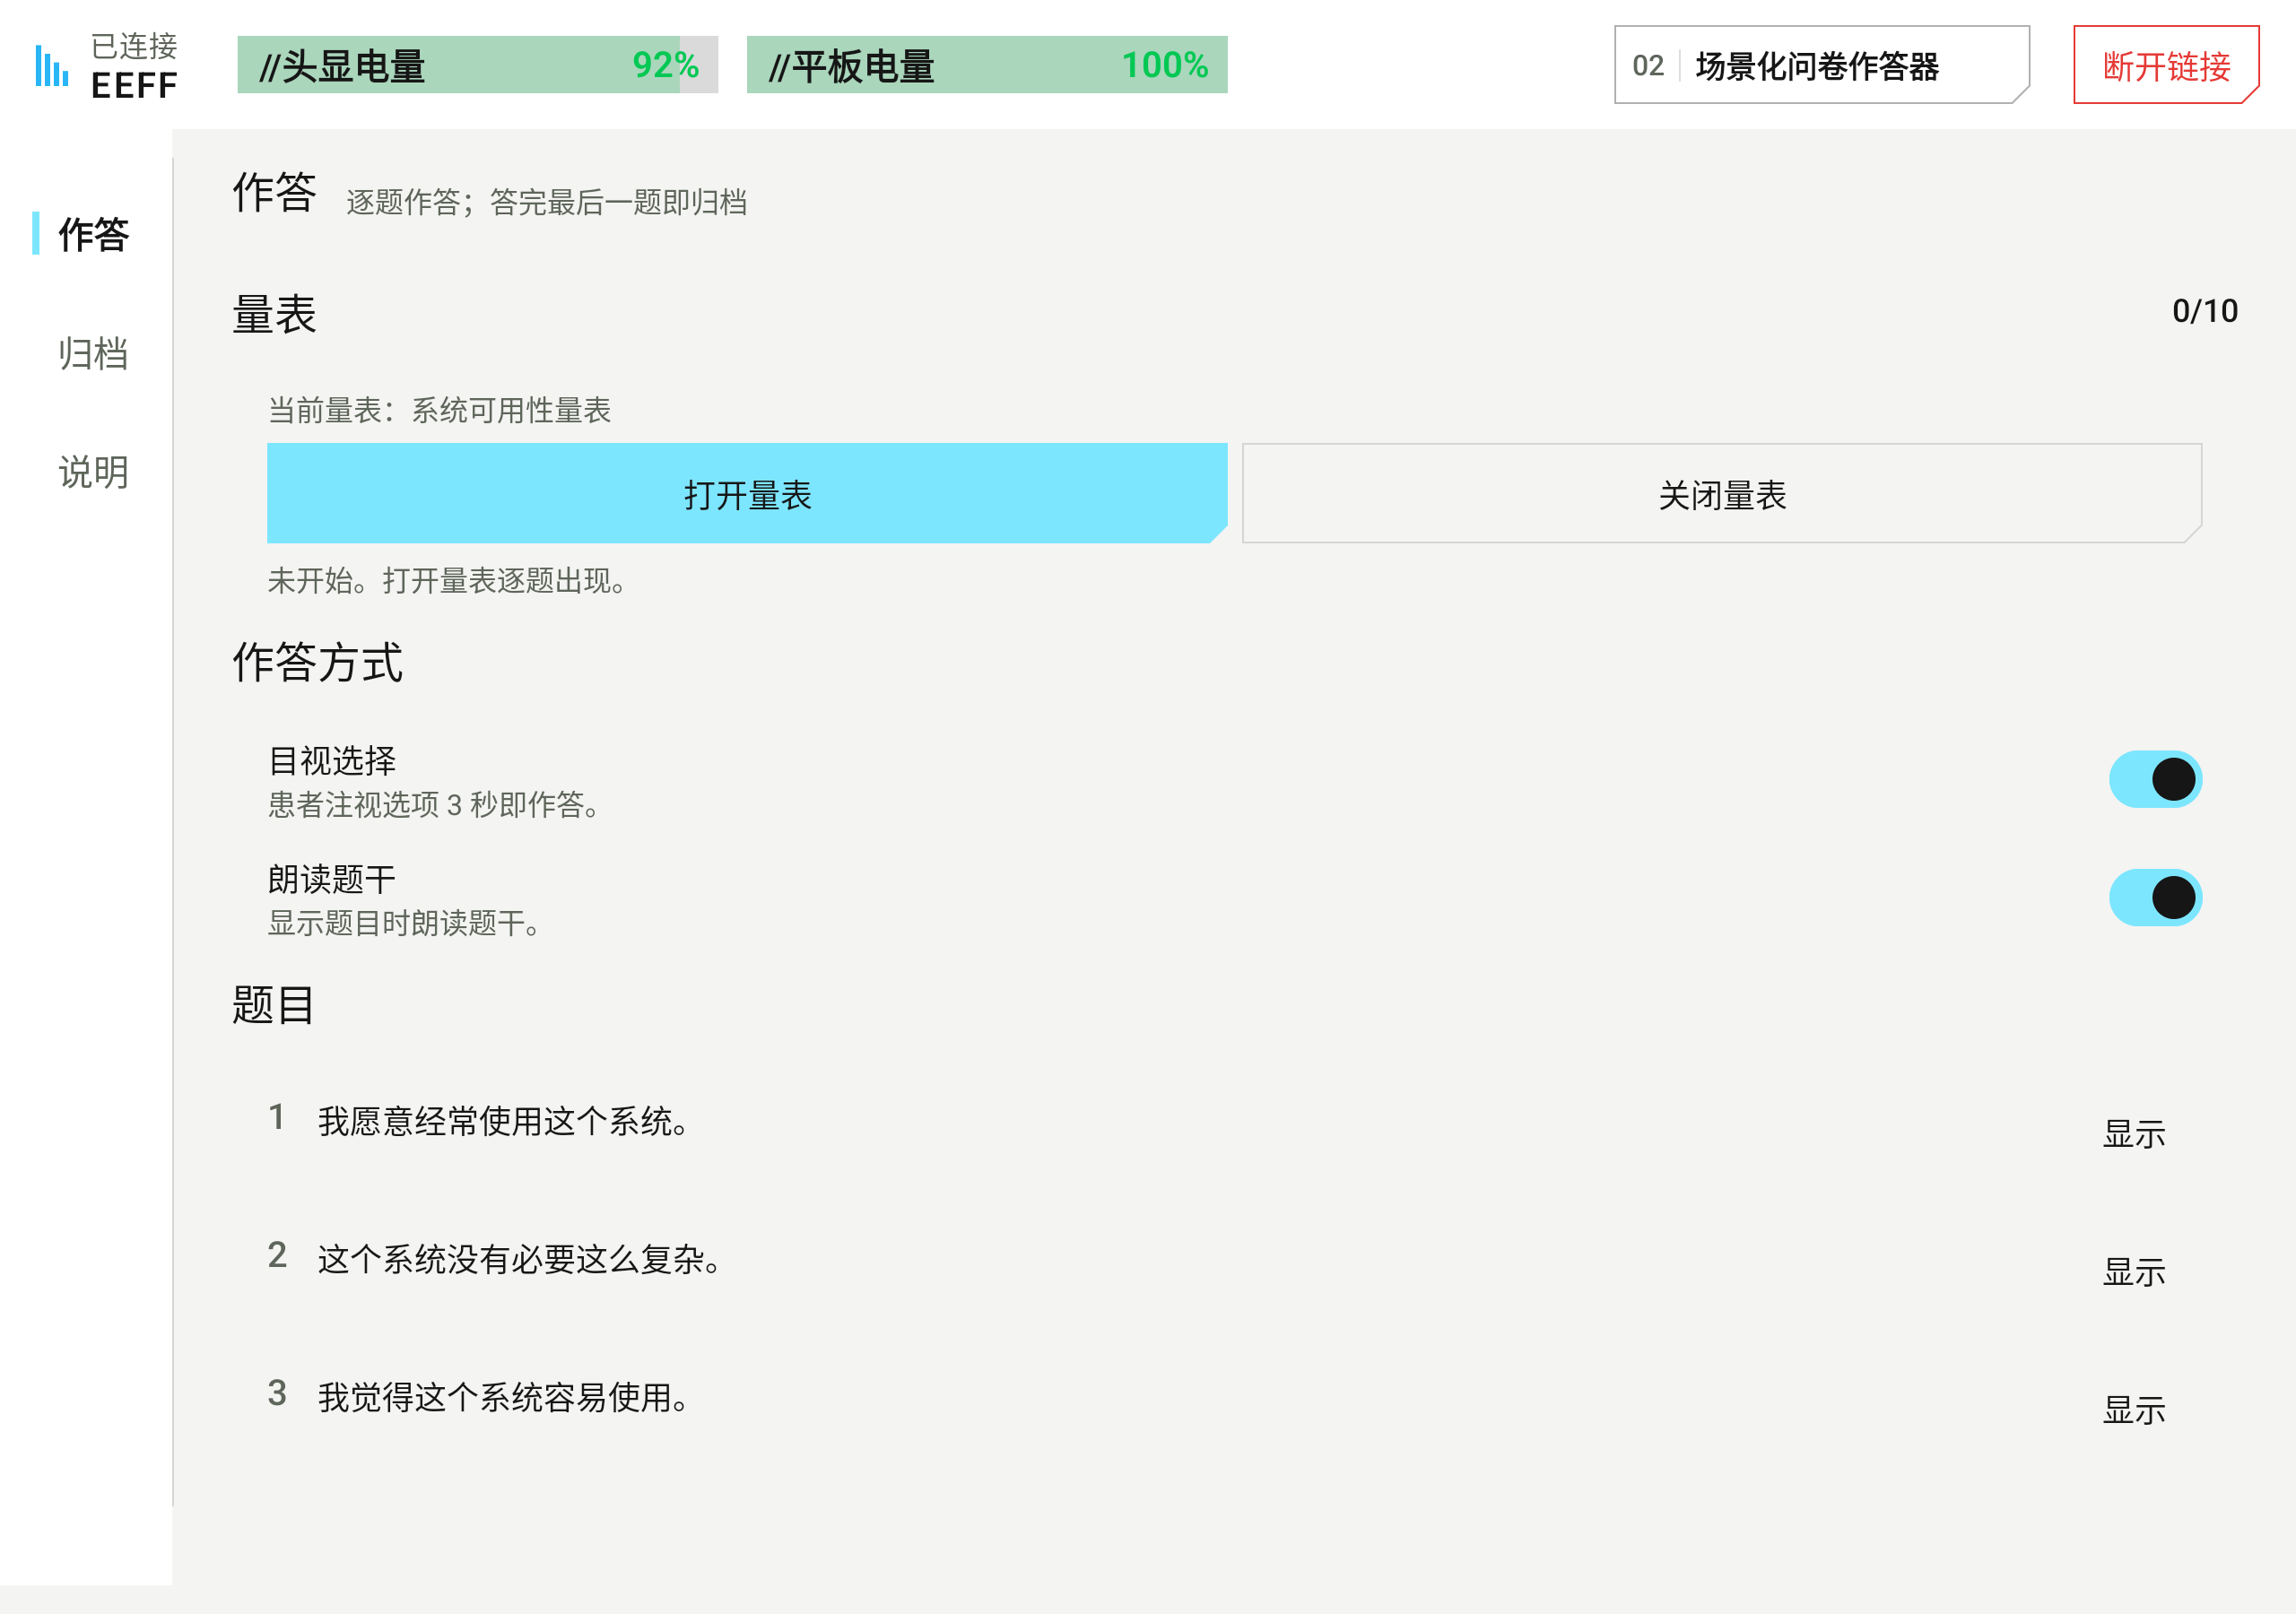 已连接
EEFF
//头显电量 92%
//平板电量 100%
02 场景化问卷作答器
断开链接
作答
归档
说明
作答 逐题作答；答完最后一题即归档
量表 0/10
当前量表：系统可用性量表
打开量表 关闭量表
未开始。打开量表逐题出现。
作答方式
目视选择
患者注视选项 3 秒即作答。
朗读题干
显示题目时朗读题干。
题目
1 我愿意经常使用这个系统。 显示
2 这个系统没有必要这么复杂。 显示
3 我觉得这个系统容易使用。 显示